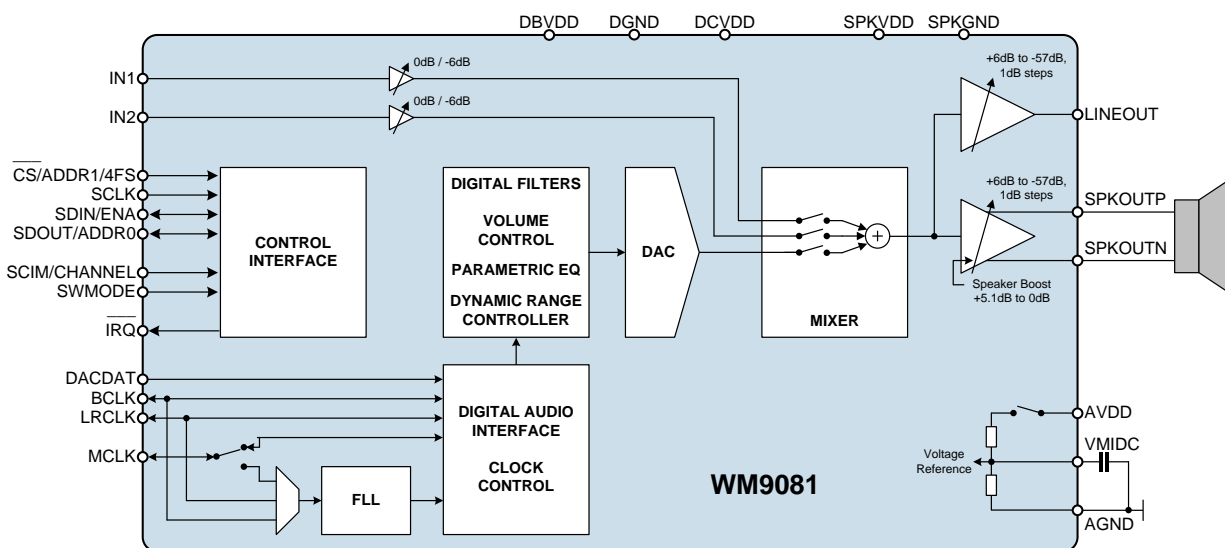 DBVDD
DGND
DCVDD
SPKVDD
SPKGND
IN1
0dB / -6dB
IN2
0dB / -6dB
+6dB to -57dB,
1dB steps
LINEOUT
CS/ADDR1/4FS
SCLK
SDIN/ENA
SDOUT/ADDR0
SCIM/CHANNEL
SWMODE
IRQ
CONTROL
INTERFACE
DIGITAL FILTERS
VOLUME
CONTROL
PARAMETRIC EQ
DYNAMIC RANGE
CONTROLLER
DAC
+
MIXER
+6dB to -57dB,
1dB steps
SPKOUTP
SPKOUTN
Speaker Boost
+5.1dB to 0dB
DACDAT
BCLK
LRCLK
MCLK
FLL
DIGITAL AUDIO
INTERFACE
CLOCK
CONTROL
WM9081
AVDD
VMIDC
Voltage
Reference
AGND